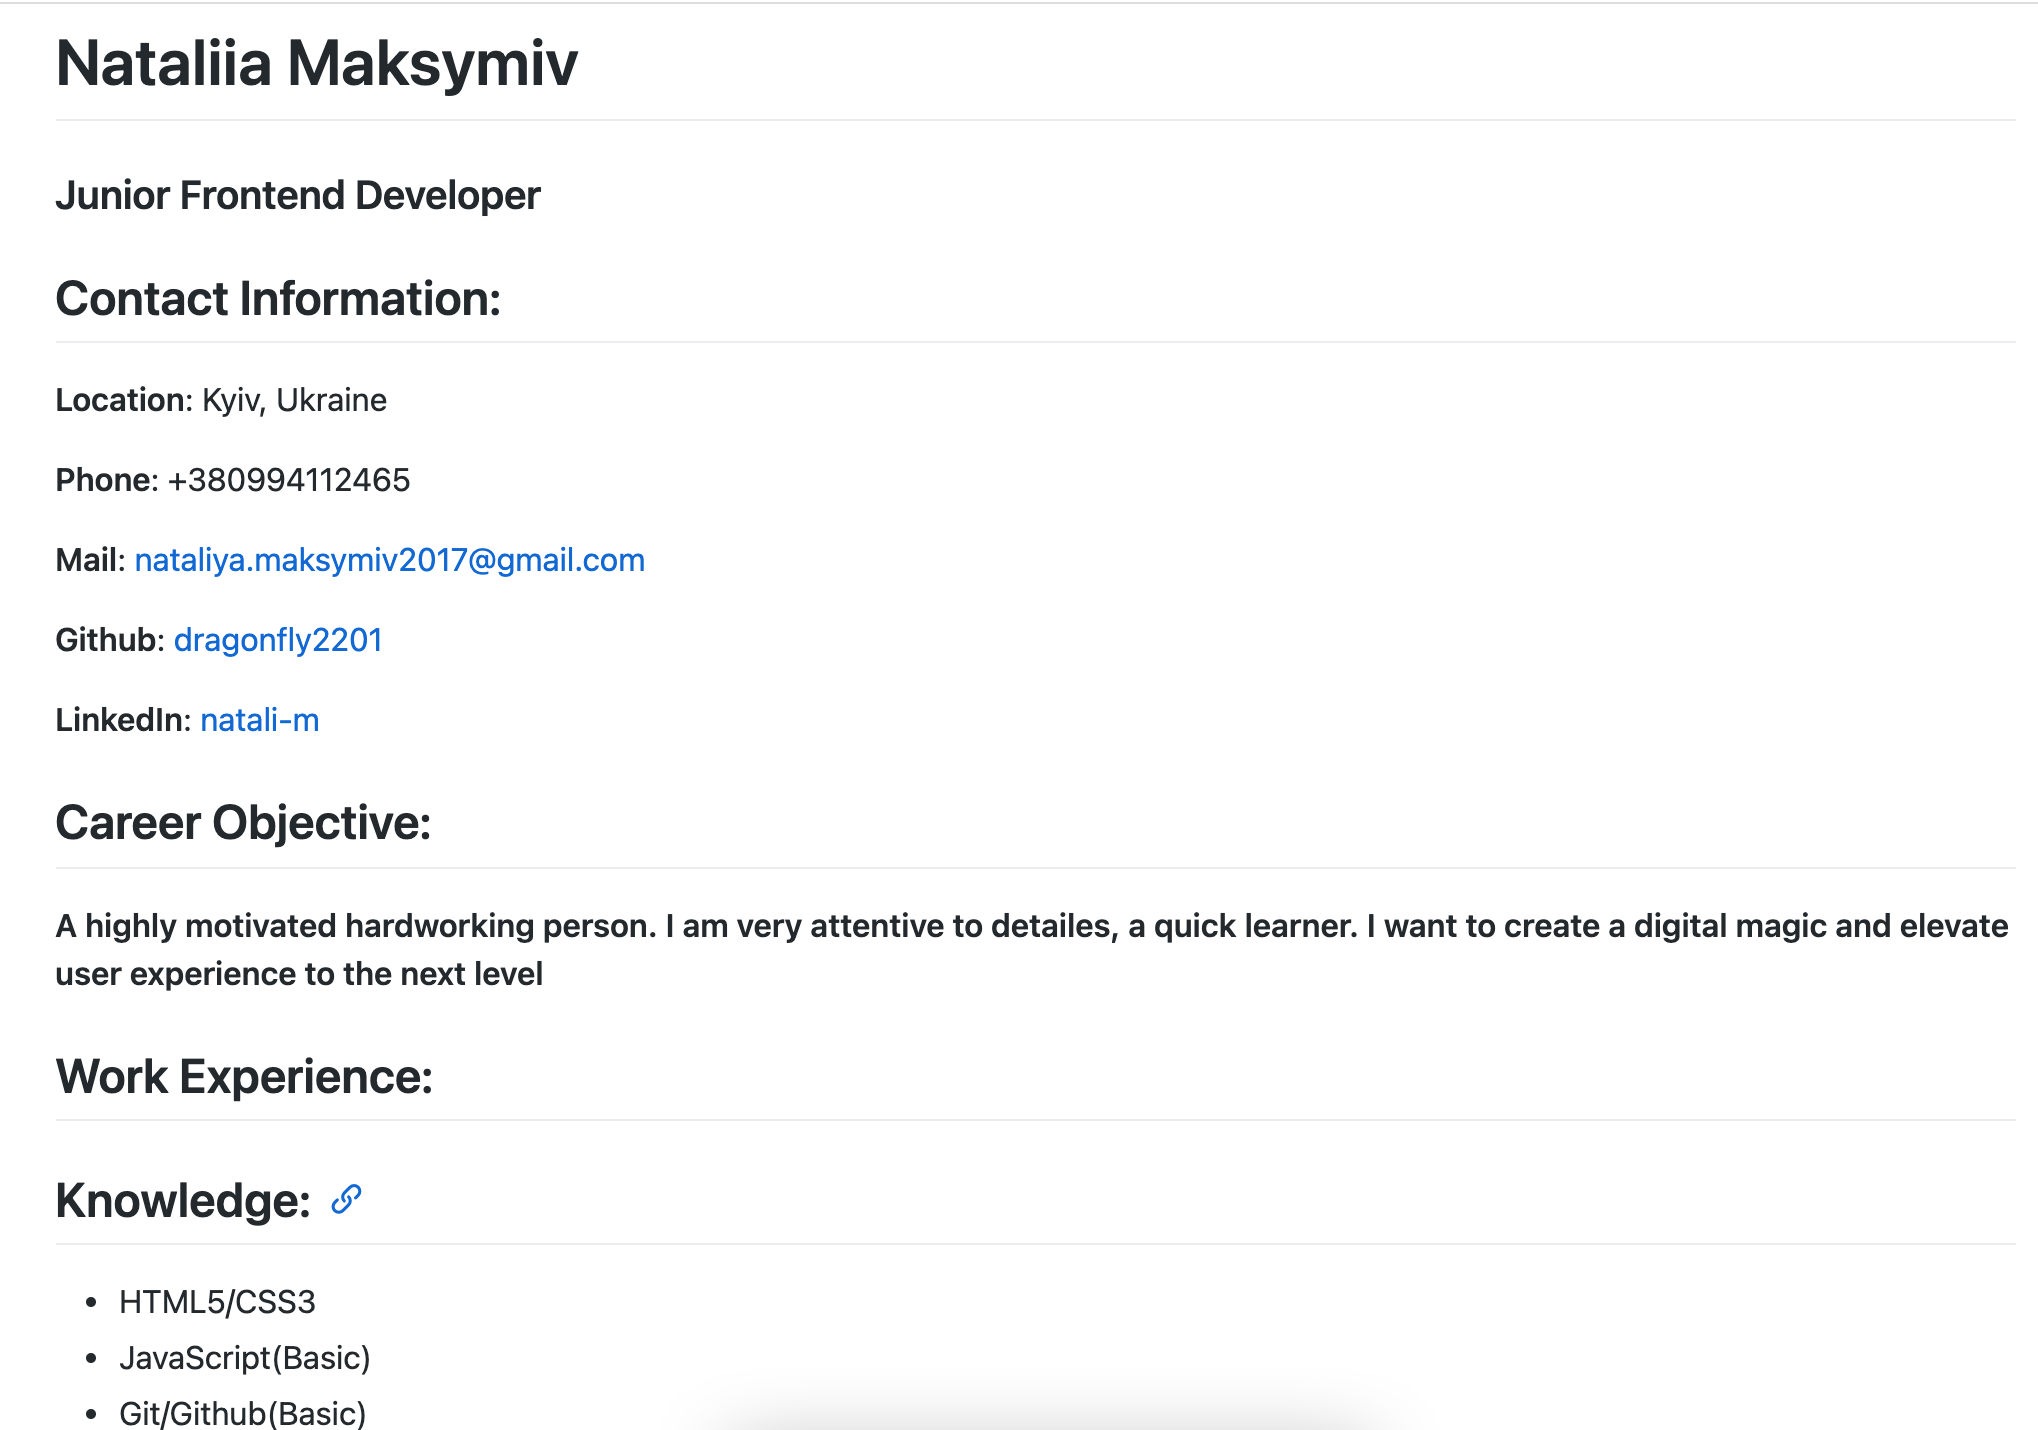 Nataliia Maksymiv
Junior Frontend Developer
Contact Information:
Location: Kyiv, Ukraine
Phone: +380994112465
Mail: nataliya.maksymiv2017@gmail.com
Github: dragonfly2201
LinkedIn: natali-m
Career Objective:
A highly motivated hardworking person. I am very attentive to detailes, a quick learner. I want to create a digital magic and elevate
user experience to the next level
Work Experience:
Knowledge:
• HTML5/CSS3
• JavaScript(Basic)
• Git/Github(Basic)